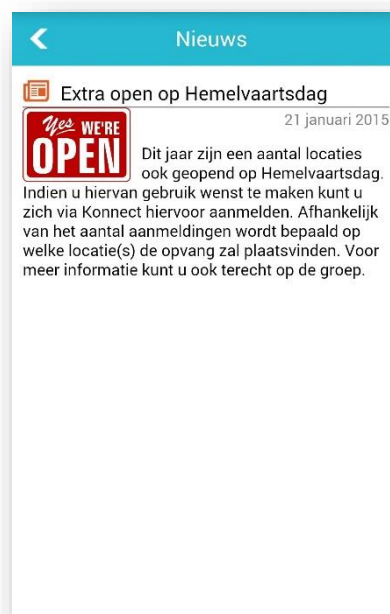 Nieuws
Extra open op Hemelvaartsdag
21 januari 2015
Yes WE'RE
OPEN
Dit jaar zijn een aantal locaties
ook geopend op Hemelvaartsdag.
Indien u hiervan gebruik wenst te maken kunt u
zich via Konnect hiervoor aanmelden. Afhankelijk
van het aantal aanmeldingen wordt bepaald op
welke locatie(s) de opvang zal plaatsvinden. Voor
meer informatie kunt u ook terecht op de groep.